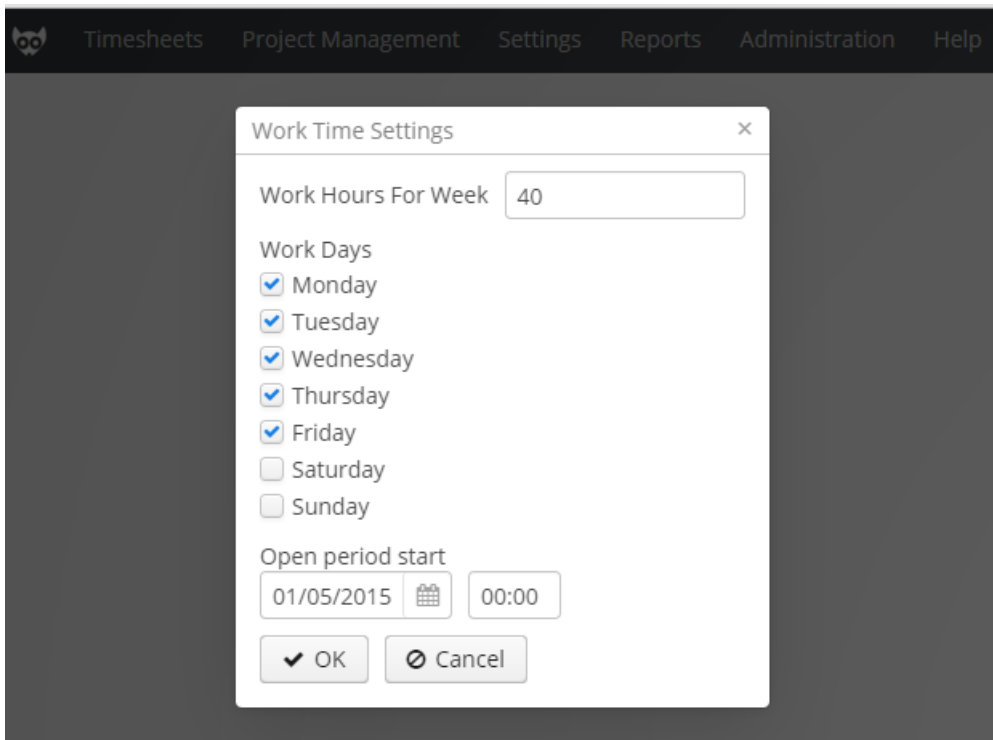 Timesheets Project Management Settings Reports Administration Help
Work Time Settings
Work Hours For Week 40
Work Days
Monday
Tuesday
Wednesday
Thursday
Friday
Saturday
Sunday
Open period start
01/05/2015 00:00
OK Cancel